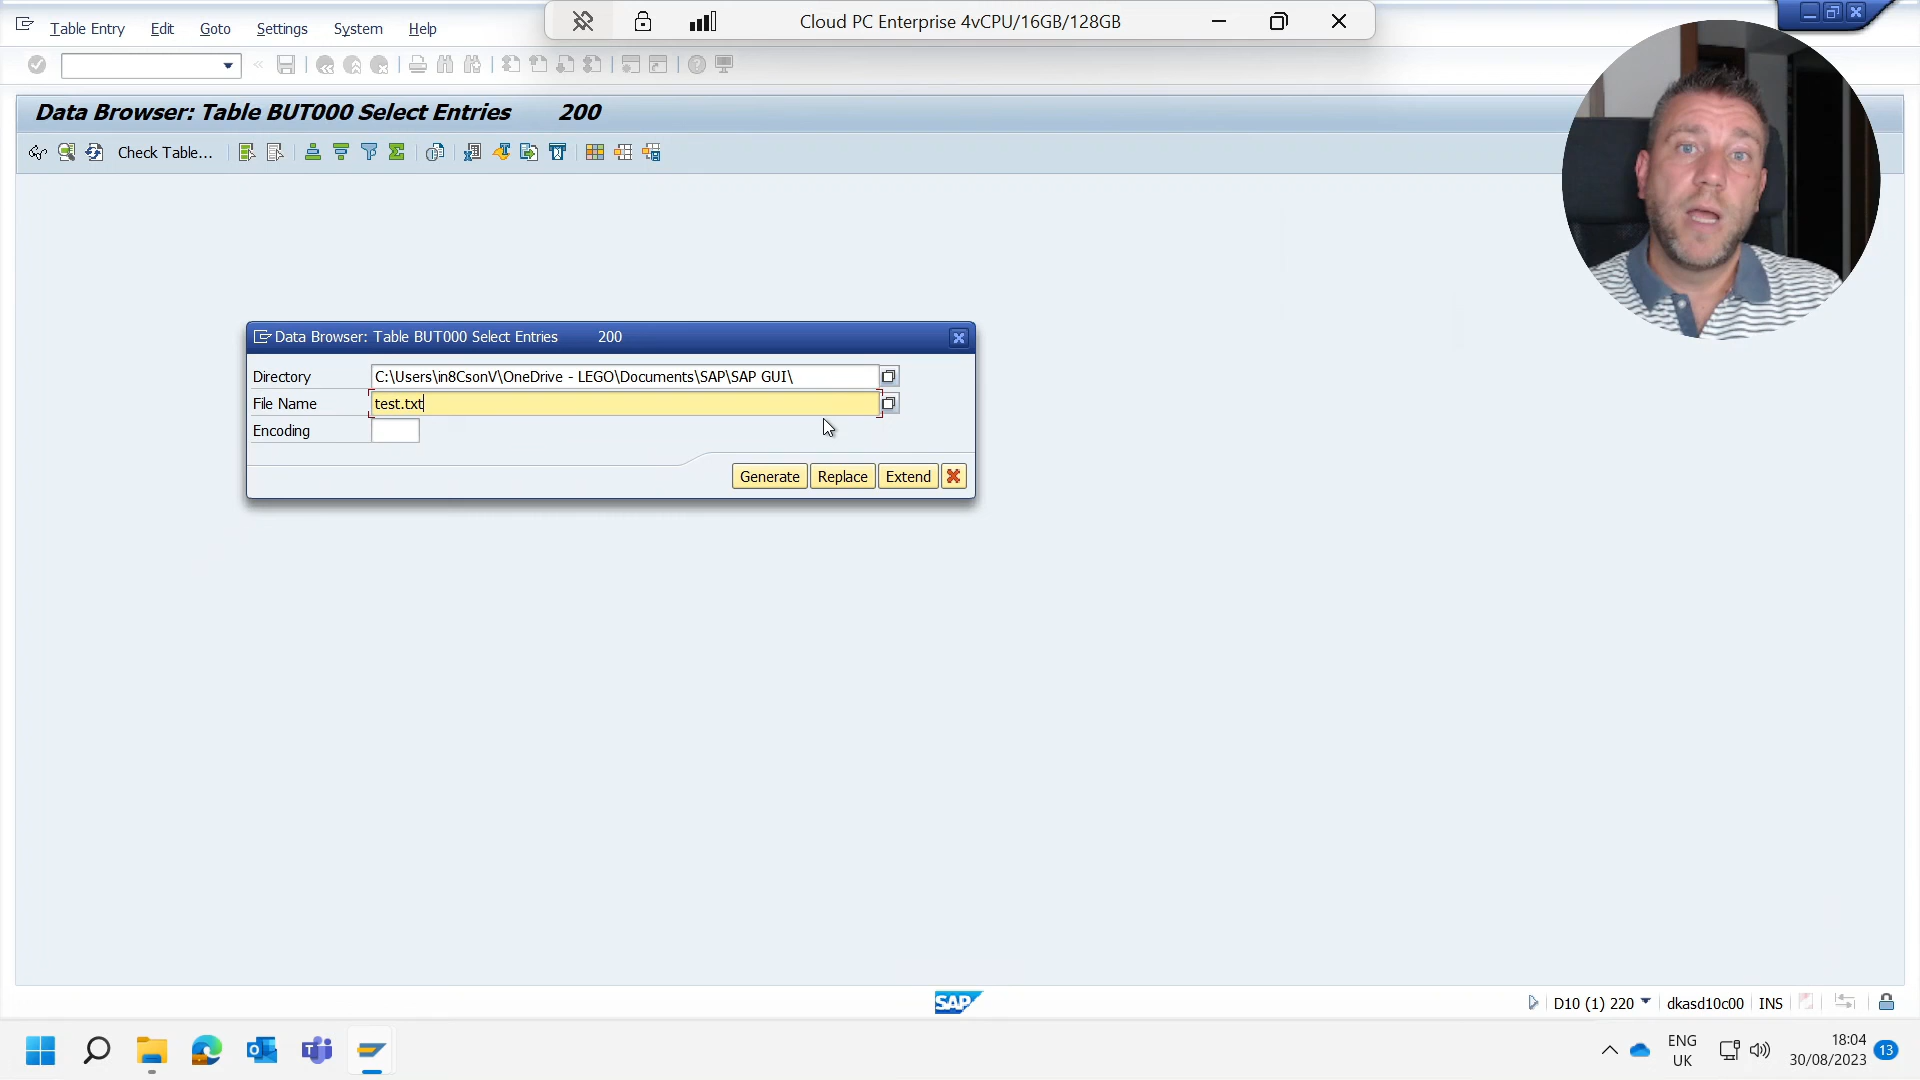 Cloud PC Enterprise 4vCPU/16GB/128GB
Table Entry Edit Goto Settings System Help
Data Browser: Table BUT000 Select Entries 200
Check Table...
Data Browser: Table BUT000 Select Entries 200
Directory C:\Users\in8CsonV\OneDrive - LEGO\Documents\SAP\SAP GUI\
File Name test.txt
Encoding
Generate Replace Extend
SAP
D10 (1) 220 dkasd10c00 INS
ENG
UK
18:04
30/08/2023
13